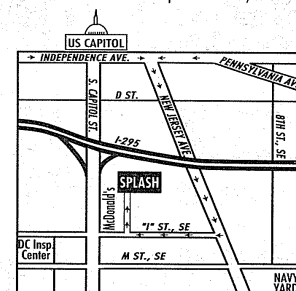 US CAPITOL
INDEPENDENCE AVE.
PENNSYLVANIA AV
S. CAPITOL ST.
D ST.
NEW JERSEY AVE.
8TH ST., SE
I-295
SPLASH
McDonald's
"I" ST., SE
DC Insp.
Center
M ST., SE
NAVY
YARD